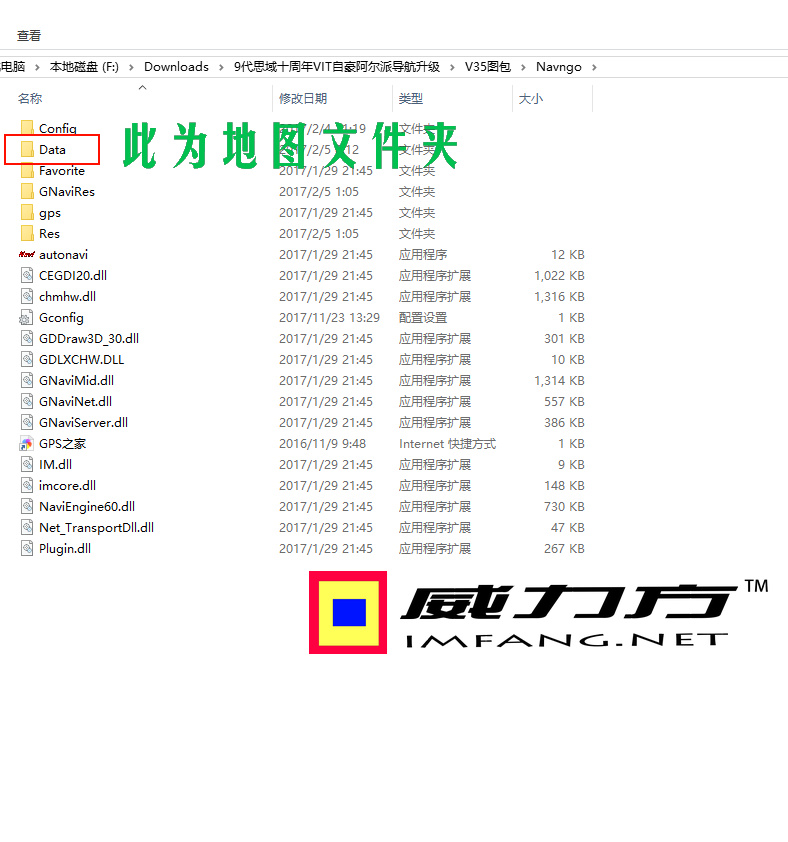 查看
电脑 › 本地磁盘 (F:) › Downloads › 9代思域十周年VIT自豪阿尔派导航升级 › V35图包 › Navngo ›
名称 修改日期 类型 大小
Config 文件夹
Data 文件夹
此为地图文件夹
Favorite 2017/1/29 21:45 文件夹
GNaviRes 2017/2/5 1:05 文件夹
gps 2017/1/29 21:45 文件夹
Res 2017/2/5 1:05 文件夹
autonavi 2017/1/29 21:45 应用程序 12 KB
CEGDI20.dll 2017/1/29 21:45 应用程序扩展 1,022 KB
chmhw.dll 2017/1/29 21:45 应用程序扩展 1,316 KB
Gconfig 2017/11/23 13:29 配置设置 1 KB
GDDraw3D_30.dll 2017/1/29 21:45 应用程序扩展 301 KB
GDLXCHW.DLL 2017/1/29 21:45 应用程序扩展 10 KB
GNaviMid.dll 2017/1/29 21:45 应用程序扩展 1,314 KB
GNaviNet.dll 2017/1/29 21:45 应用程序扩展 557 KB
GNaviServer.dll 2017/1/29 21:45 应用程序扩展 386 KB
GPS之家 2016/11/9 9:48 Internet 快捷方式 1 KB
IM.dll 2017/1/29 21:45 应用程序扩展 9 KB
imcore.dll 2017/1/29 21:45 应用程序扩展 148 KB
NaviEngine60.dll 2017/1/29 21:45 应用程序扩展 730 KB
Net_TransportDll.dll 2017/1/29 21:45 应用程序扩展 47 KB
Plugin.dll 2017/1/29 21:45 应用程序扩展 267 KB
威力方 TM
IMFANG.NET